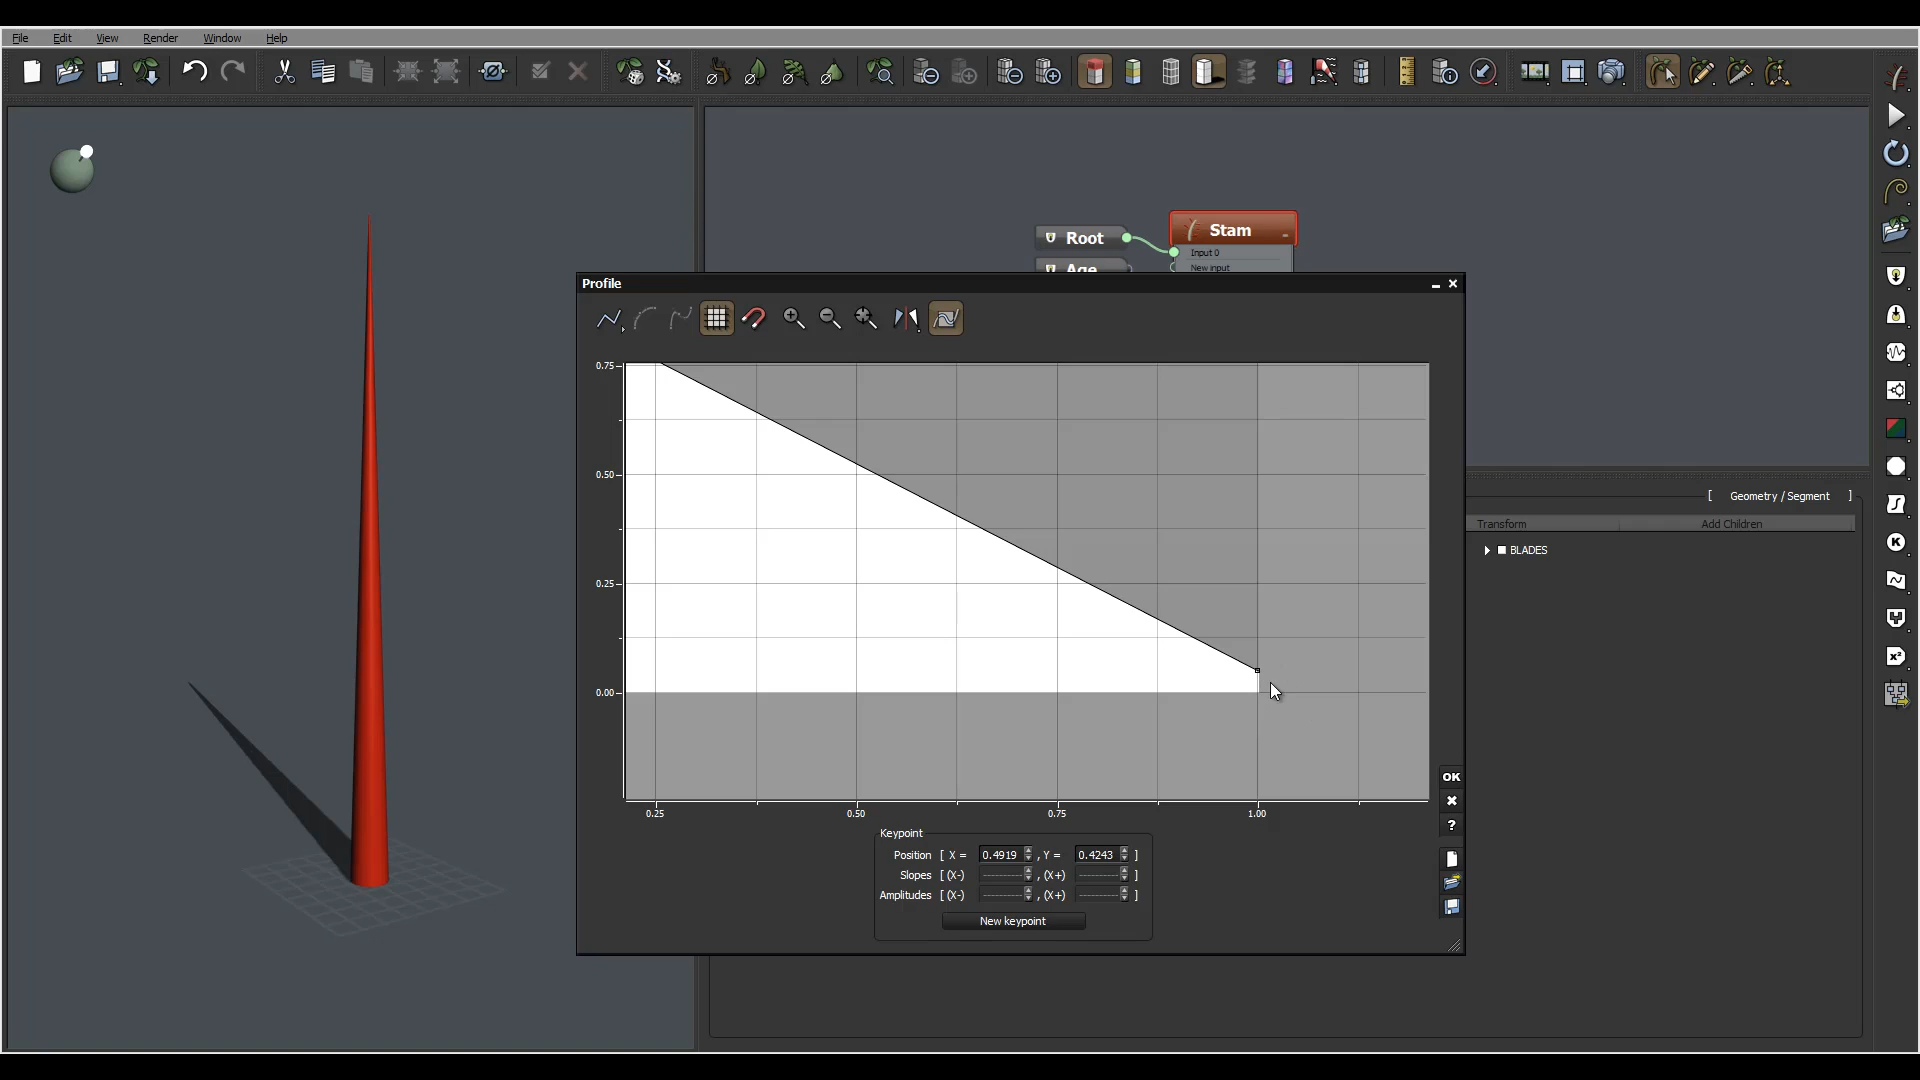 File Edit View Render Window Help
Root
Stam
Input 0
New input
Age
Profile
0.75
0.50
0.25
0.00
0.25 0.50 0.75 1.00
OK
?
Keypoint
Position [ X = 0.4919 , Y = 0.4243 ]
Slopes [ (X-) ---------- , (X+) ---------- ]
Amplitudes [ (X-) ---------- , (X+) ---------- ]
New keypoint
[ Geometry / Segment ]
Transform Add Children
BLADES
K
x²